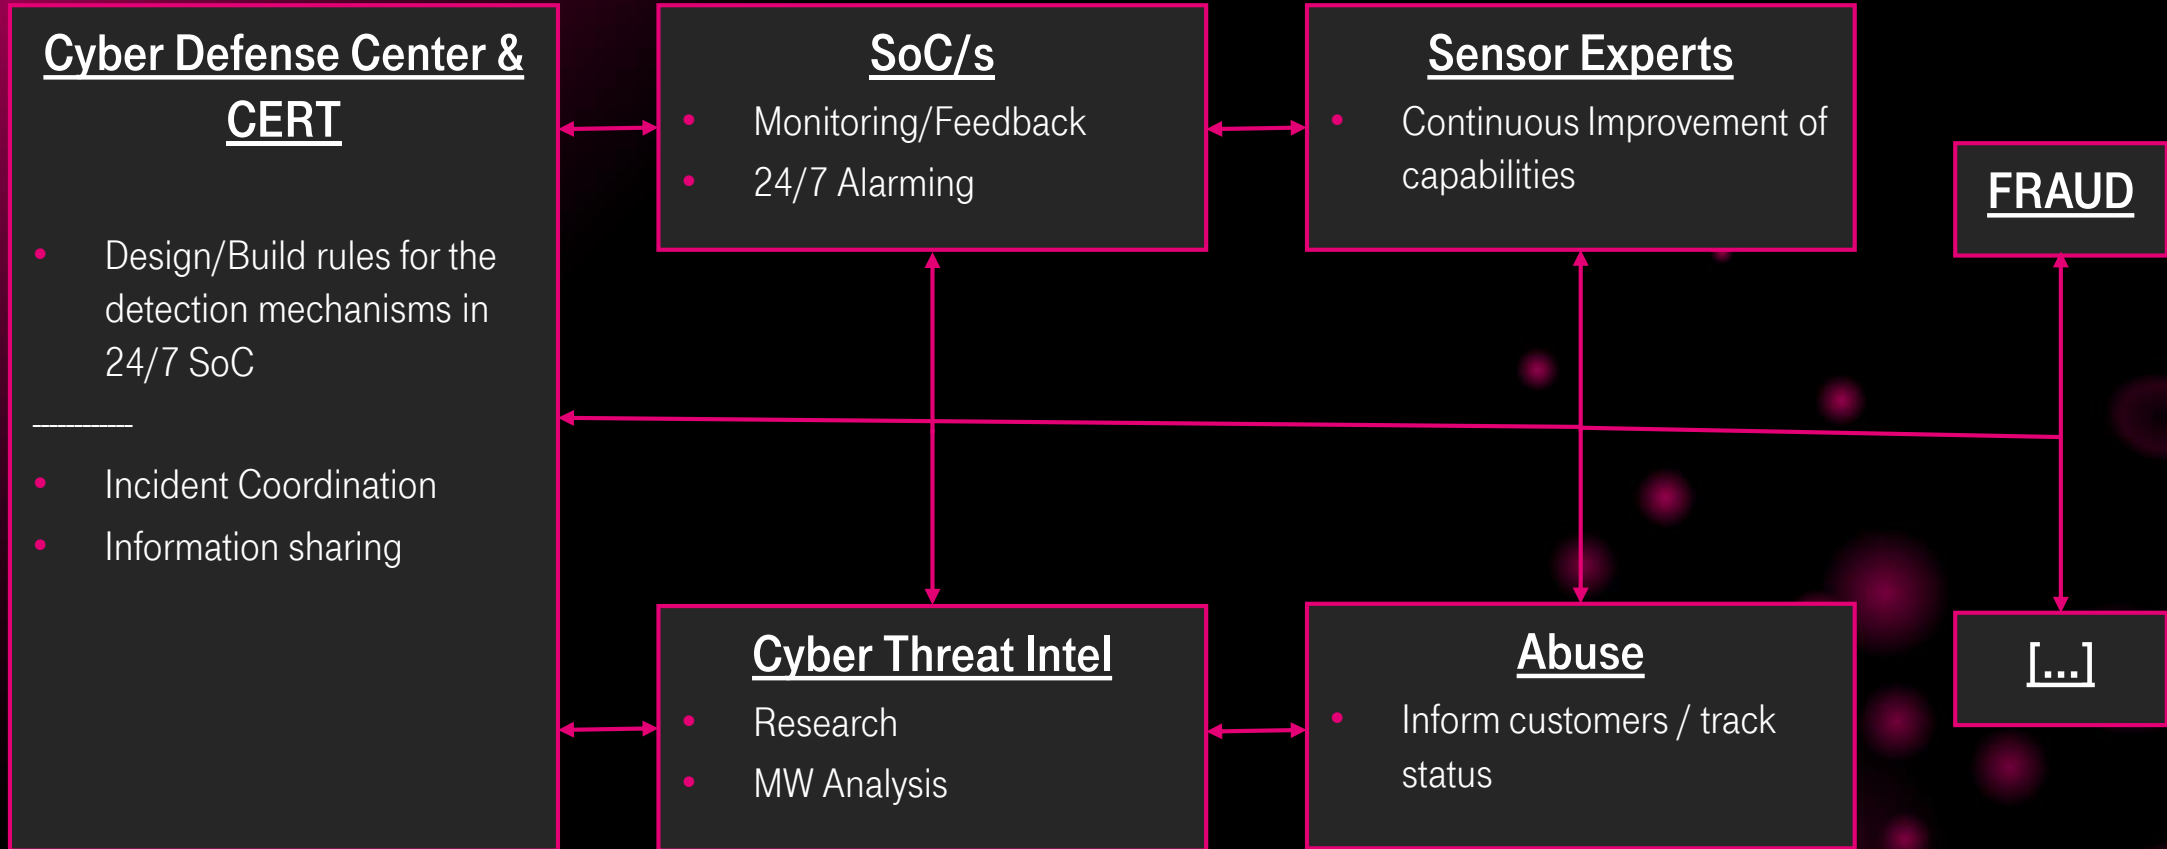 Cyber Defense Center &
CERT
• Design/Build rules for the
detection mechanisms in
24/7 SoC
------------
• Incident Coordination
• Information sharing
SoC/s
• Monitoring/Feedback
• 24/7 Alarming
Sensor Experts
• Continuous Improvement of
capabilities
FRAUD
Cyber Threat Intel
• Research
• MW Analysis
Abuse
• Inform customers / track
status
[...]